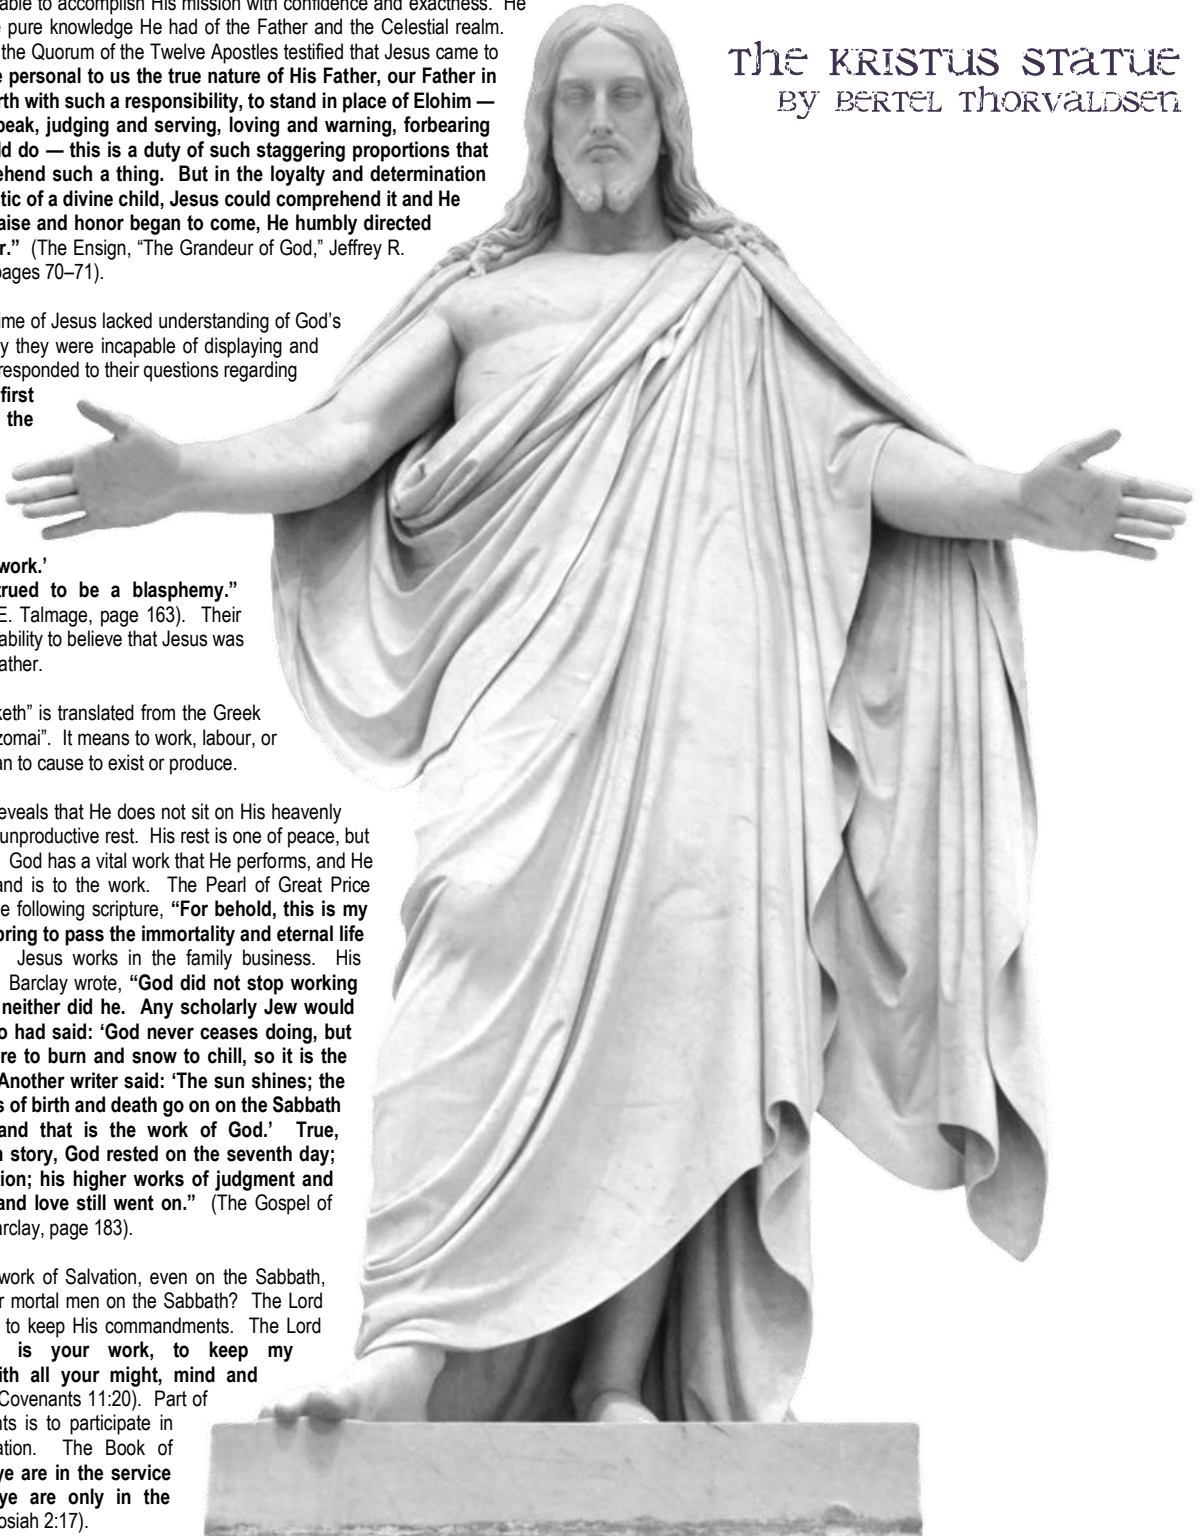 able to accomplish His mission with confidence and exactness. He
pure knowledge He had of the Father and the Celestial realm.
the Quorum of the Twelve Apostles testified that Jesus came to
personal to us the true nature of His Father, our Father in
rth with such a responsibility, to stand in place of Elohim —
peak, judging and serving, loving and warning, forbearing
ld do — this is a duty of such staggering proportions that
ehend such a thing. But in the loyalty and determination
tic of a divine child, Jesus could comprehend it and He
aise and honor began to come, He humbly directed
r.” (The Ensign, “The Grandeur of God,” Jeffrey R.
pages 70–71).
The Kristus Statue
by Bertel Thorvaldsen
ime of Jesus lacked understanding of God’s
y they were incapable of displaying and
responded to their questions regarding
first
the
work.’
trued to be a blasphemy.”
E. Talmage, page 163). Their
ability to believe that Jesus was
ather.
keth” is translated from the Greek
zomai”. It means to work, labour, or
an to cause to exist or produce.
eveals that He does not sit on His heavenly
unproductive rest. His rest is one of peace, but
God has a vital work that He performs, and He
and is to the work. The Pearl of Great Price
e following scripture, “For behold, this is my
bring to pass the immortality and eternal life
Jesus works in the family business. His
Barclay wrote, “God did not stop working
neither did he. Any scholarly Jew would
o had said: ‘God never ceases doing, but
re to burn and snow to chill, so it is the
Another writer said: ‘The sun shines; the
s of birth and death go on on the Sabbath
and that is the work of God.’ True,
n story, God rested on the seventh day;
tion; his higher works of judgment and
and love still went on.” (The Gospel of
arclay, page 183).
work of Salvation, even on the Sabbath,
r mortal men on the Sabbath? The Lord
to keep His commandments. The Lord
is your work, to keep my
ith all your might, mind and
Covenants 11:20). Part of
nts is to participate in
ation. The Book of
ye are in the service
ye are only in the
osiah 2:17).